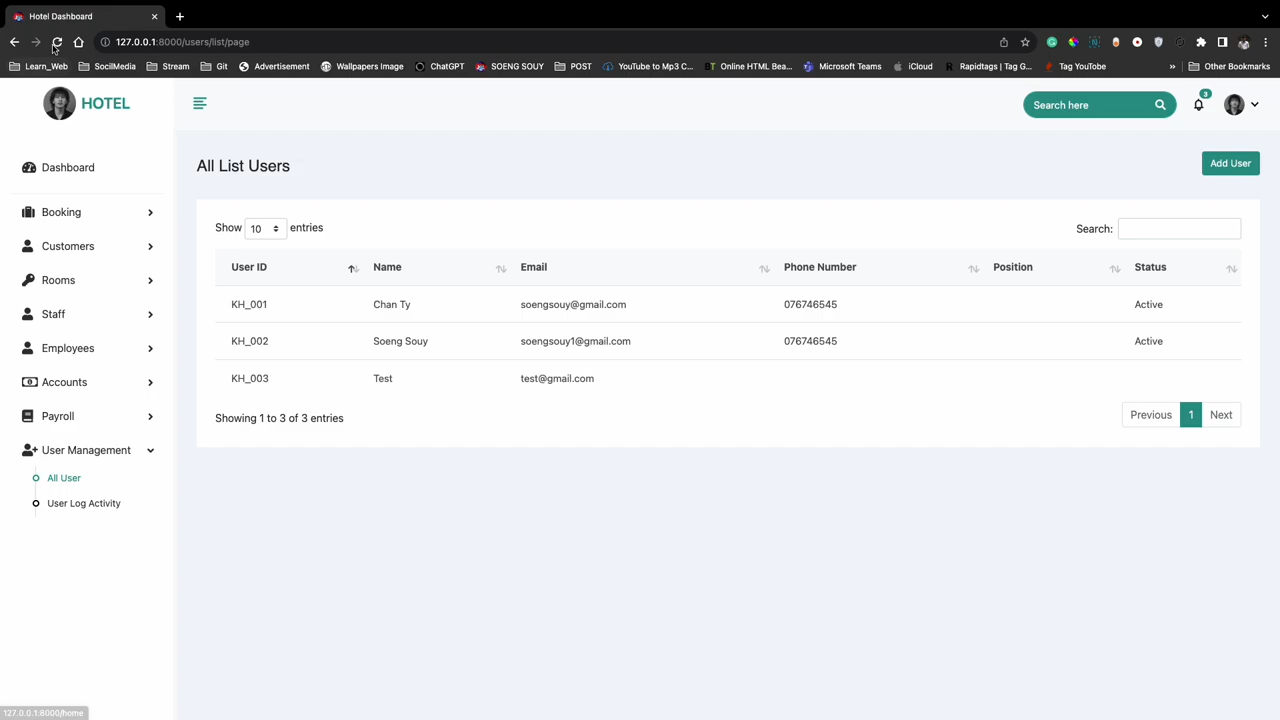 Hotel Dashboard
127.0.0.1:8000/users/list/page
Learn_Web SocilMedia Stream Git Advertisement Wallpapers Image ChatGPT SOENG SOUY POST YouTube to Mp3 C... Online HTML Bea... Microsoft Teams iCloud Rapidtags | Tag G... Tag YouTube » Other Bookmarks
HOTEL
Search here
3
Dashboard
Booking
Customers
Rooms
Staff
Employees
Accounts
Payroll
User Management
All User
User Log Activity
All List Users
Add User
Show 10 entries
Search:
User ID Name Email Phone Number Position Status
KH_001 Chan Ty soengsouy@gmail.com 076746545 Active
KH_002 Soeng Souy soengsouy1@gmail.com 076746545 Active
KH_003 Test test@gmail.com
Showing 1 to 3 of 3 entries
Previous 1 Next
127.0.0.1:8000/home